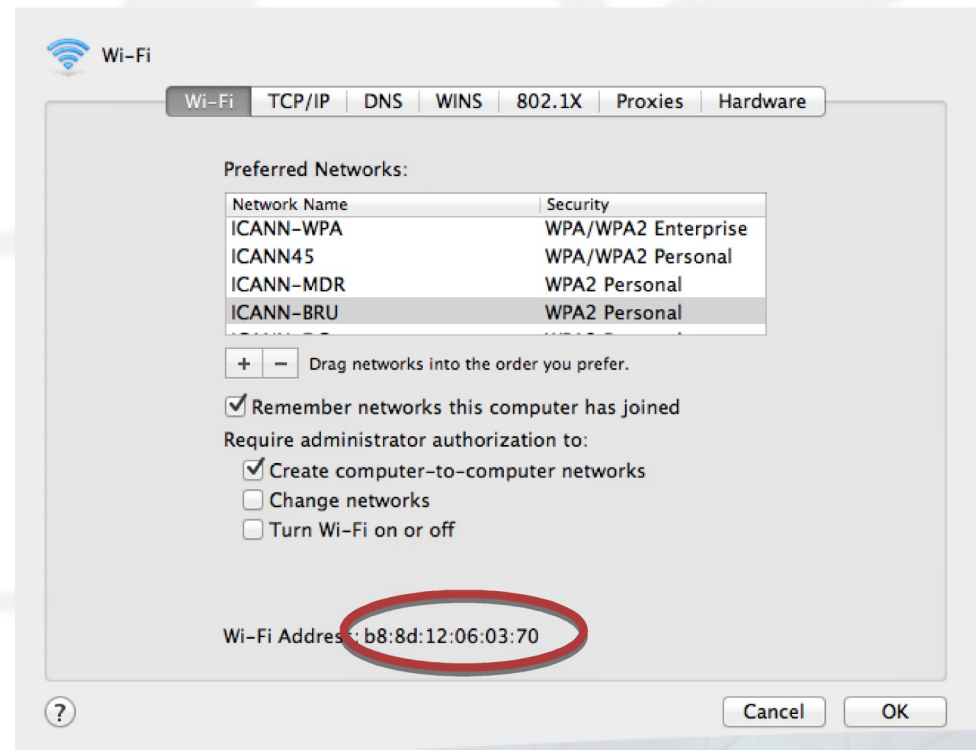 Wi-Fi
Wi-Fi TCP/IP DNS WINS 802.1X Proxies Hardware
Preferred Networks:
Network Name Security
ICANN-WPA WPA/WPA2 Enterprise
ICANN45 WPA/WPA2 Personal
ICANN-MDR WPA2 Personal
ICANN-BRU WPA2 Personal
+ - Drag networks into the order you prefer.
Remember networks this computer has joined
Require administrator authorization to:
Create computer-to-computer networks
Change networks
Turn Wi-Fi on or off
Wi-Fi Address: b8:8d:12:06:03:70
? Cancel OK